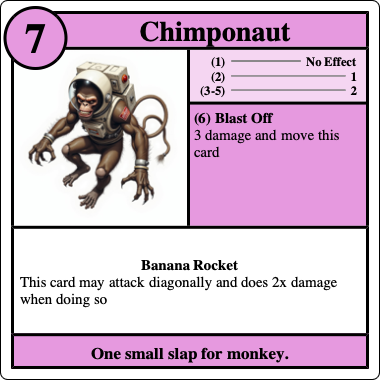 7
Chimponaut
(1) No Effect
(2) 1
(3-5) 2
(6) Blast Off
3 damage and move this
card
Banana Rocket
This card may attack diagonally and does 2x damage
when doing so
One small slap for monkey.